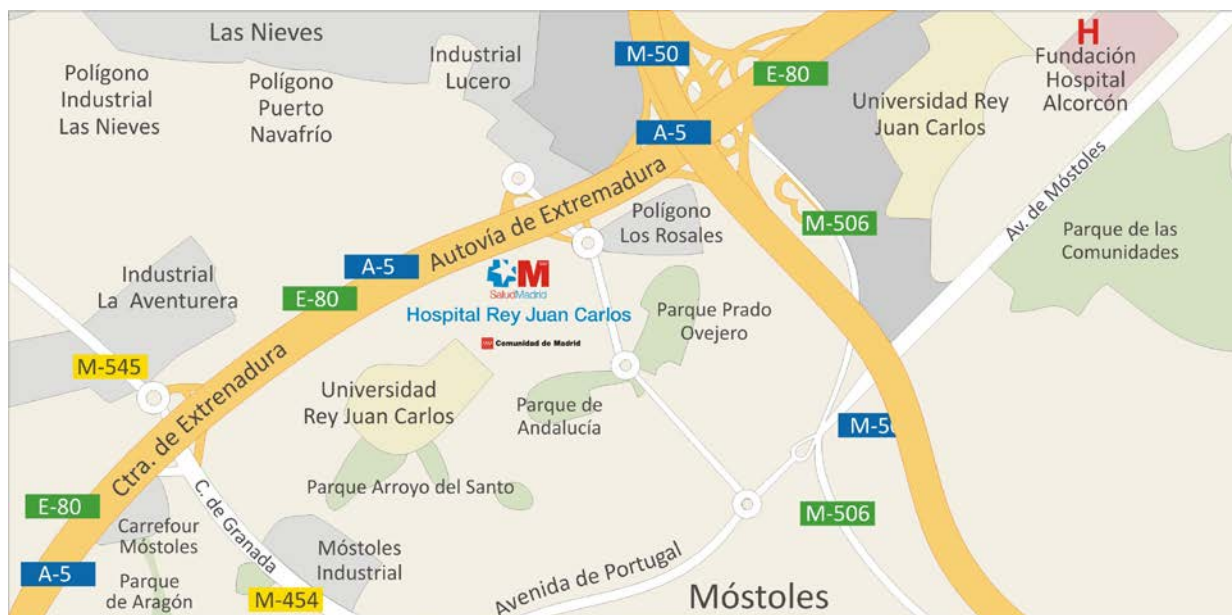 Las Nieves
Polígono
Industrial
Las Nieves
Polígono
Puerto
Navafrío
Industrial
Lucero
M-50
E-80
A-5
Universidad Rey
Juan Carlos
H
Fundación
Hospital
Alcorcón
Av. de Móstoles
Parque de las
Comunidades
M-506
Autovía de Extremadura
Polígono
Los Rosales
A-5
E-80
Industrial
La Aventurera
M
SaludMadrid
Hospital Rey Juan Carlos
Comunidad de Madrid
Parque Prado
Ovejero
M-545
Ctra. de Extrenadura
Universidad
Rey Juan Carlos
Parque de
Andalucía
M-50
Parque Arroyo del Santo
C. de Granada
E-80
Carrefour
Móstoles
Móstoles
Industrial
M-506
A-5
Parque
de Aragón
M-454
Avenida de Portugal
Móstoles